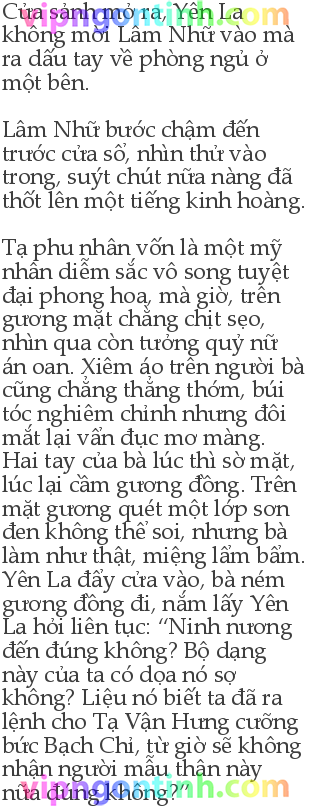 Cửa sảnh mở ra, Yên La
không mời Lâm Nhữ vào mà
ra dấu tay về phòng ngủ ở
một bên.
Lâm Nhữ bước chậm đến
trước cửa sổ, nhìn thử vào
trong, suýt chút nữa nàng đã
thốt lên một tiếng kinh hoàng.
Tạ phu nhân vốn là một mỹ
nhân diễm sắc vô song tuyệt
đại phong hoa, mà giờ, trên
gương mặt chằng chịt sẹo,
nhìn qua còn tưởng quỷ nữ
án oan. Xiêm áo trên người bà
cũng chẳng thẳng thớm, búi
tóc nghiêm chỉnh nhưng đôi
mắt lại vẩn đục mơ màng.
Hai tay của bà lúc thì sờ mặt,
lúc lại cầm gương đồng. Trên
mặt gương quét một lớp sơn
đen không thể soi, nhưng bà
làm như thật, miệng lẩm bẩm.
Yên La đẩy cửa vào, bà ném
gương đồng đi, nắm lấy Yên
La hỏi liên tục: “Ninh nương
đến đúng không? Bộ dạng
này của ta có dọa nó sợ
không? Liệu nó biết ta đã ra
lệnh cho Tạ Vận Hưng cưỡng
bức Bạch Chỉ, từ giờ sẽ không
nhận người mẫu thân này
nữa đúng không?”
vipngontinh.com
vipngontinh.com